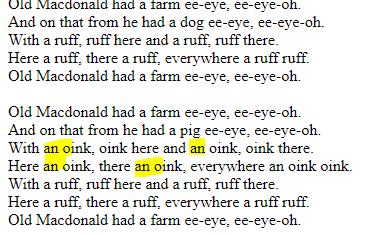 Old Macdonald had a farm ee-eye, ee-eye-oh.
And on that from he had a dog ee-eye, ee-eye-oh.
With a ruff, ruff here and a ruff, ruff there.
Here a ruff, there a ruff, everywhere a ruff ruff.
Old Macdonald had a farm ee-eye, ee-eye-oh.

Old Macdonald had a farm ee-eye, ee-eye-oh.
And on that from he had a pig ee-eye, ee-eye-oh.
With an oink, oink here and an oink, oink there.
Here an oink, there an oink, everywhere an oink oink.
With a ruff, ruff here and a ruff, ruff there.
Here a ruff, there a ruff, everywhere a ruff ruff.
Old Macdonald had a farm ee-eye, ee-eye-oh.